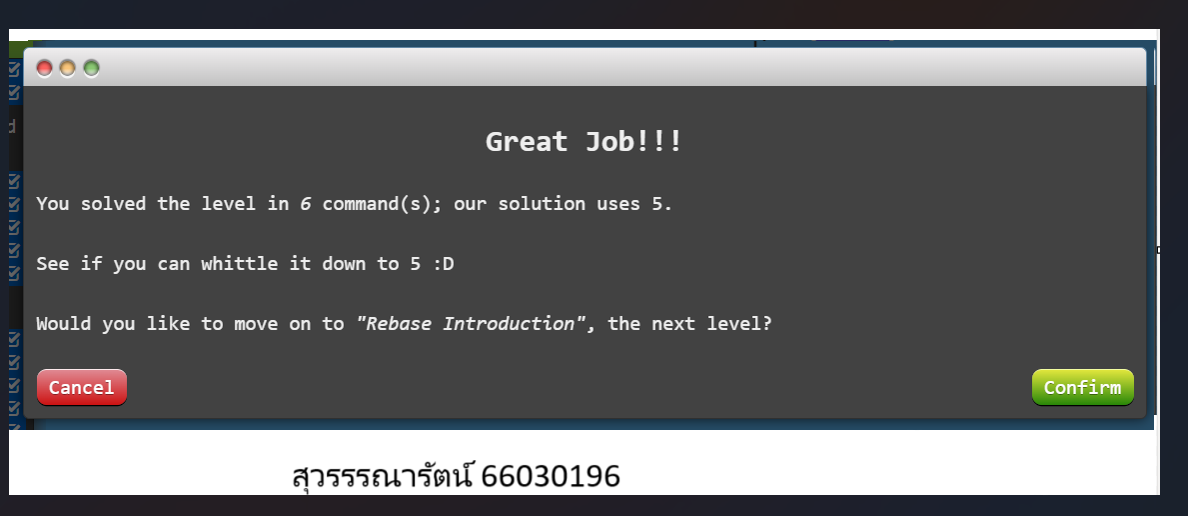 Great Job!!!
You solved the level in 6 command(s); our solution uses 5.
See if you can whittle it down to 5 :D
Would you like to move on to "Rebase Introduction", the next level?
Cancel
Confirm
สุวรรรณารัตน์ 66030196